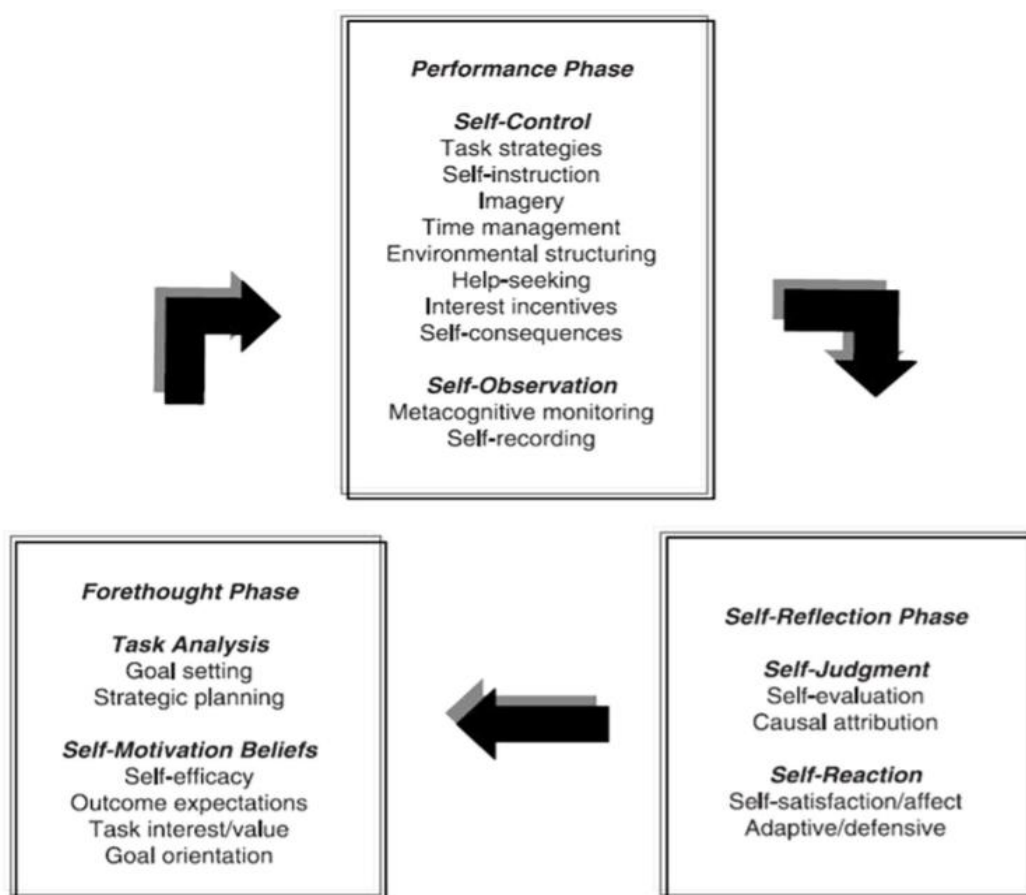 Performance Phase
Self-Control
Task strategies
Self-instruction
Imagery
Time management
Environmental structuring
Help-seeking
Interest incentives
Self-consequences
Self-Observation
Metacognitive monitoring
Self-recording
Forethought Phase
Task Analysis
Goal setting
Strategic planning
Self-Motivation Beliefs
Self-efficacy
Outcome expectations
Task interest/value
Goal orientation
Self-Reflection Phase
Self-Judgment
Self-evaluation
Causal attribution
Self-Reaction
Self-satisfaction/affect
Adaptive/defensive